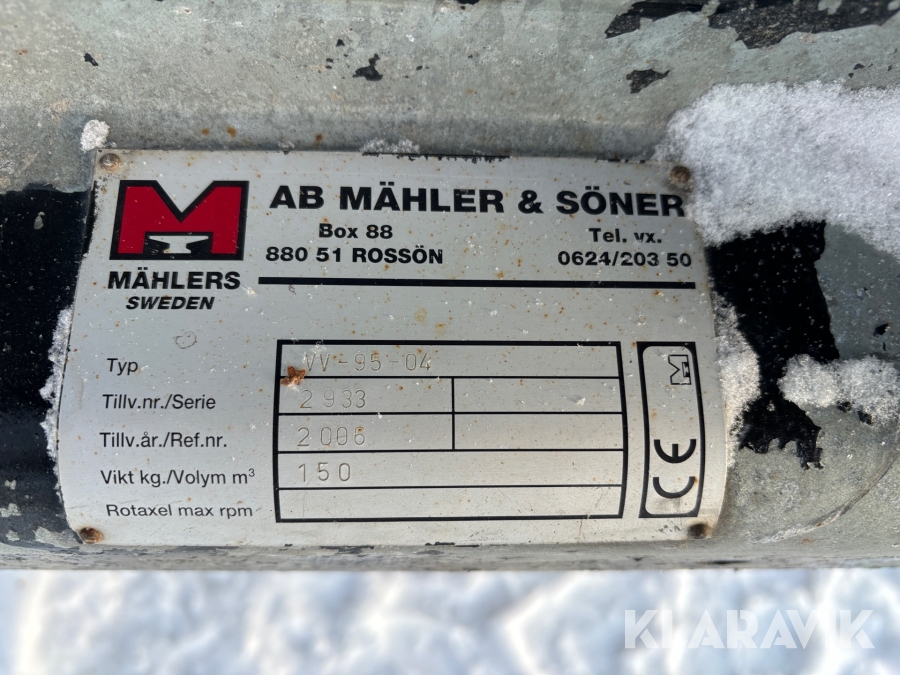 AB MÄHLER & SÖNER
Box 88
Tel. vx.
880 51 ROSSÖN
0624/203 50
MÄHLERS
SWEDEN
Typ VV-95-04
Tillv.nr./Serie 2933
Tillv.år./Ref.nr. 2006
Vikt kg./Volym m³ 150
Rotaxel max rpm
CE
KLARAVIK